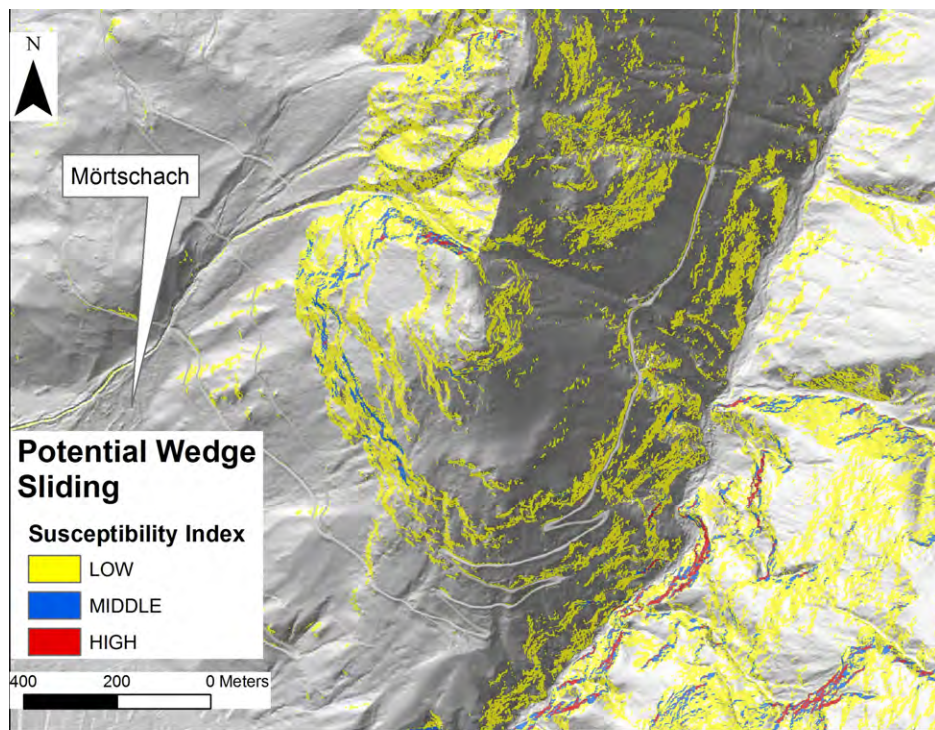 N
Mörtschach
Potential Wedge
Sliding
Susceptibility Index
LOW
MIDDLE
HIGH
400 200 0 Meters